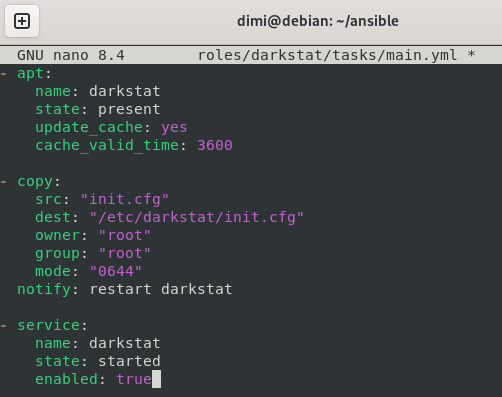 dimi@debian: ~/ansible
GNU nano 8.4 roles/darkstat/tasks/main.yml *
- apt:
    name: darkstat
    state: present
    update_cache: yes
    cache_valid_time: 3600

- copy:
    src: "init.cfg"
    dest: "/etc/darkstat/init.cfg"
    owner: "root"
    group: "root"
    mode: "0644"
  notify: restart darkstat

- service:
    name: darkstat
    state: started
    enabled: true